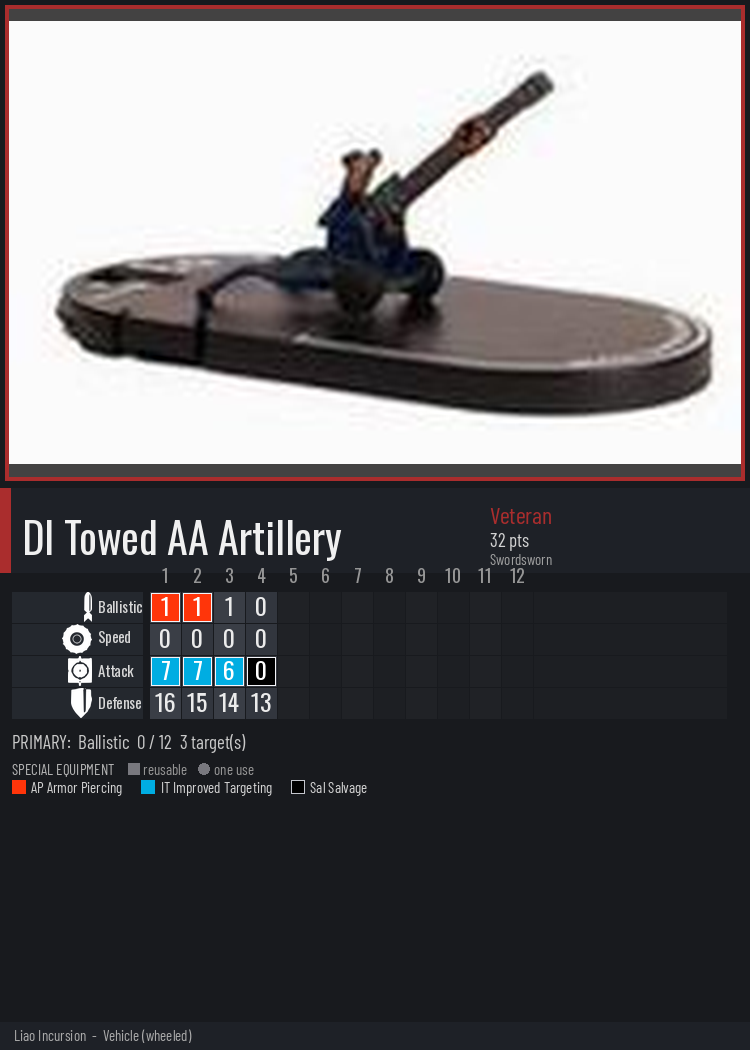 DI Towed AA Artillery
Veteran
32 pts
Swordsworn
1 2 3 4 5 6 7 8 9 10 11 12
Ballistic 1 1 1 0
Speed 0 0 0 0
Attack 7 7 6 0
Defense 16 15 14 13
PRIMARY: Ballistic 0 / 12 3 target(s)
SPECIAL EQUIPMENT reusable one use
AP Armor Piercing IT Improved Targeting Sal Salvage
Liao Incursion - Vehicle (wheeled)